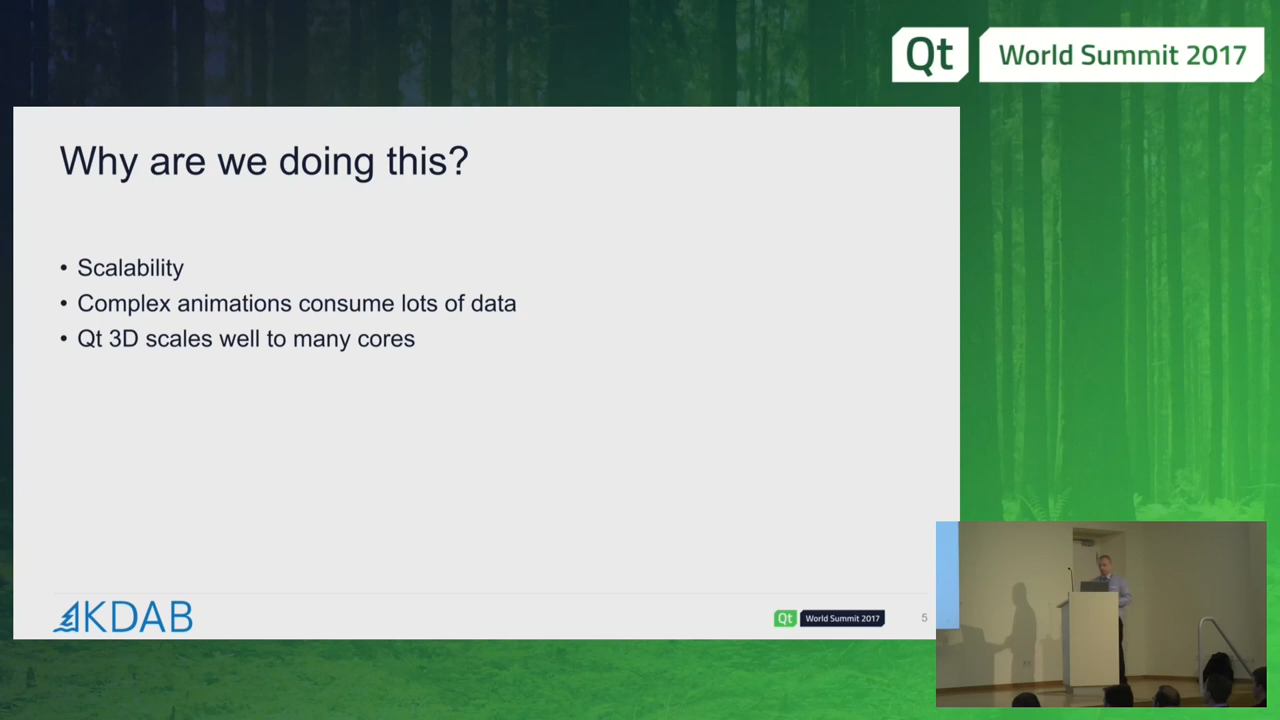 Qt World Summit 2017
Why are we doing this?
• Scalability
• Complex animations consume lots of data
• Qt 3D scales well to many cores
KDAB
Qt World Summit 2017
5